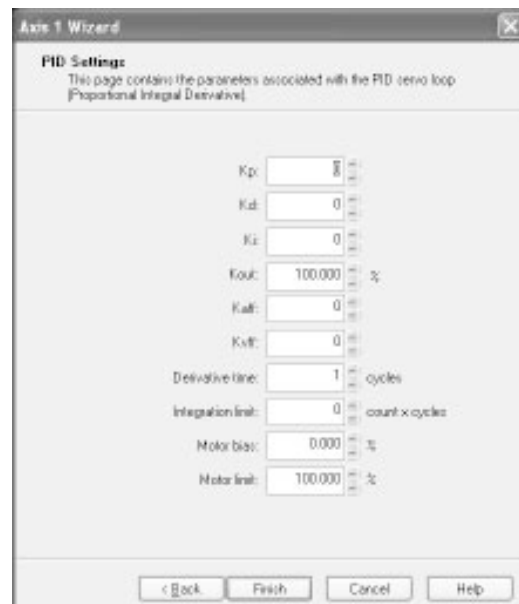 Axis 1 Wizard
PID Settings
This page contains the parameters associated with the PID servo loop
(Proportional Integral Derivative).
Kp:
Kd: 0
Ki: 0
Kout: 100.000 %
Kaff: 0
Kvff: 0
Derivative time: 1 cycles
Integration limit: 0 count x cycles
Motor bias: 0.000 %
Motor limit: 100.000 %
< Back Finish Cancel Help